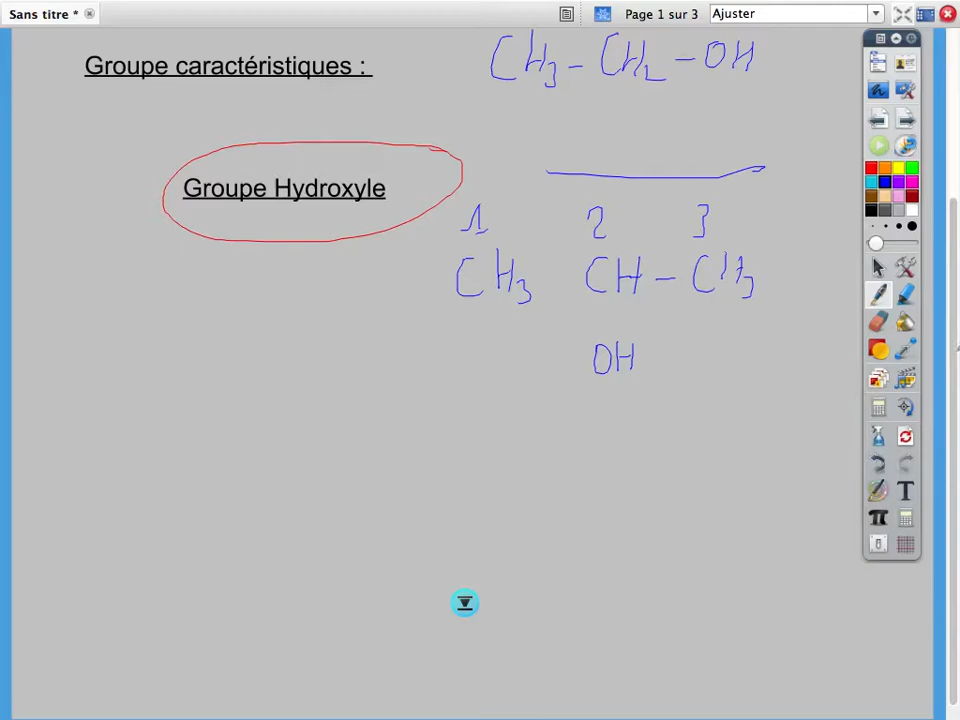 Sans titre *
Page 1 sur 3
Ajuster
Groupe caractéristiques :
CH3 - CH2 - OH
Groupe Hydroxyle
1 2 3
CH3 CH - CH3
OH
T
π